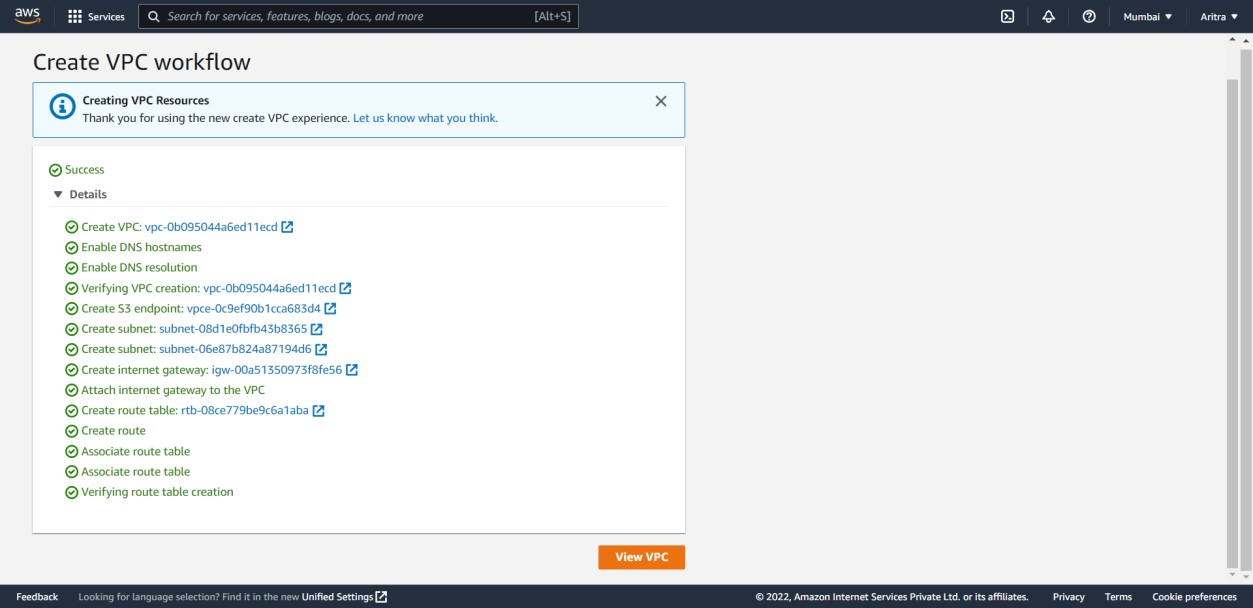 aws Services Search for services, features, blogs, docs, and more [Alt+S] Mumbai Aritra
Create VPC workflow
Creating VPC Resources
Thank you for using the new create VPC experience. Let us know what you think.
Success
Details
Create VPC: vpc-0b095044a6ed11ecd
Enable DNS hostnames
Enable DNS resolution
Verifying VPC creation: vpc-0b095044a6ed11ecd
Create S3 endpoint: vpce-0c9ef90b1cca683d4
Create subnet: subnet-08d1e0fbfb43b8365
Create subnet: subnet-06e87b824a87194d6
Create internet gateway: igw-00a51350973f8fe56
Attach internet gateway to the VPC
Create route table: rtb-08ce779be9c6a1aba
Create route
Associate route table
Associate route table
Verifying route table creation
View VPC
Feedback Looking for language selection? Find it in the new Unified Settings © 2022, Amazon Internet Services Private Ltd. or its affiliates. Privacy Terms Cookie preferences